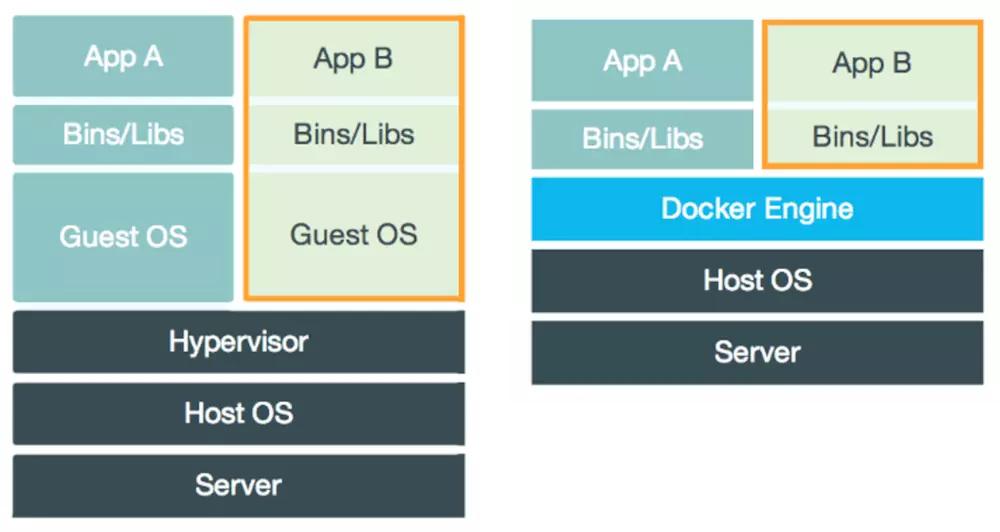 App A
App B
Bins/Libs
Bins/Libs
Guest OS
Guest OS
Hypervisor
Host OS
Server
App A
App B
Bins/Libs
Bins/Libs
Docker Engine
Host OS
Server